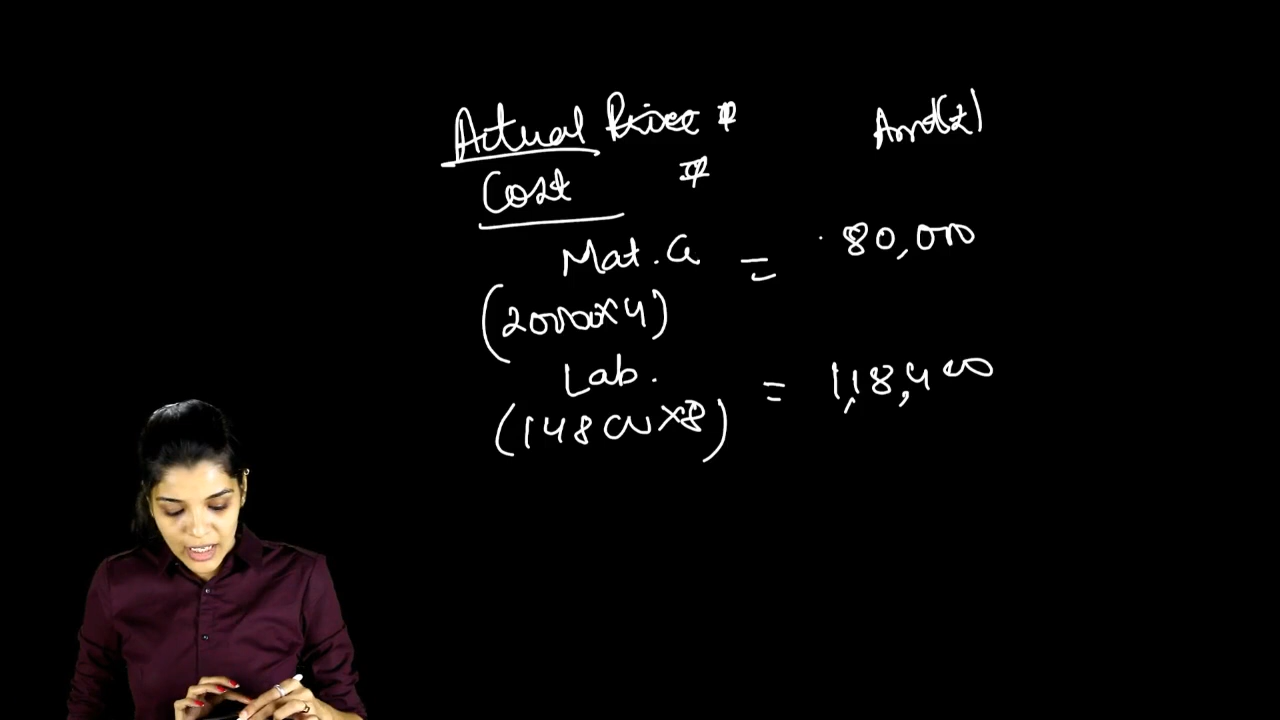 Actual Price Amt(₹)
Cost
Mat. G = 80,000
(20000×4)
Lab. = 1,18,400
(14800×8)